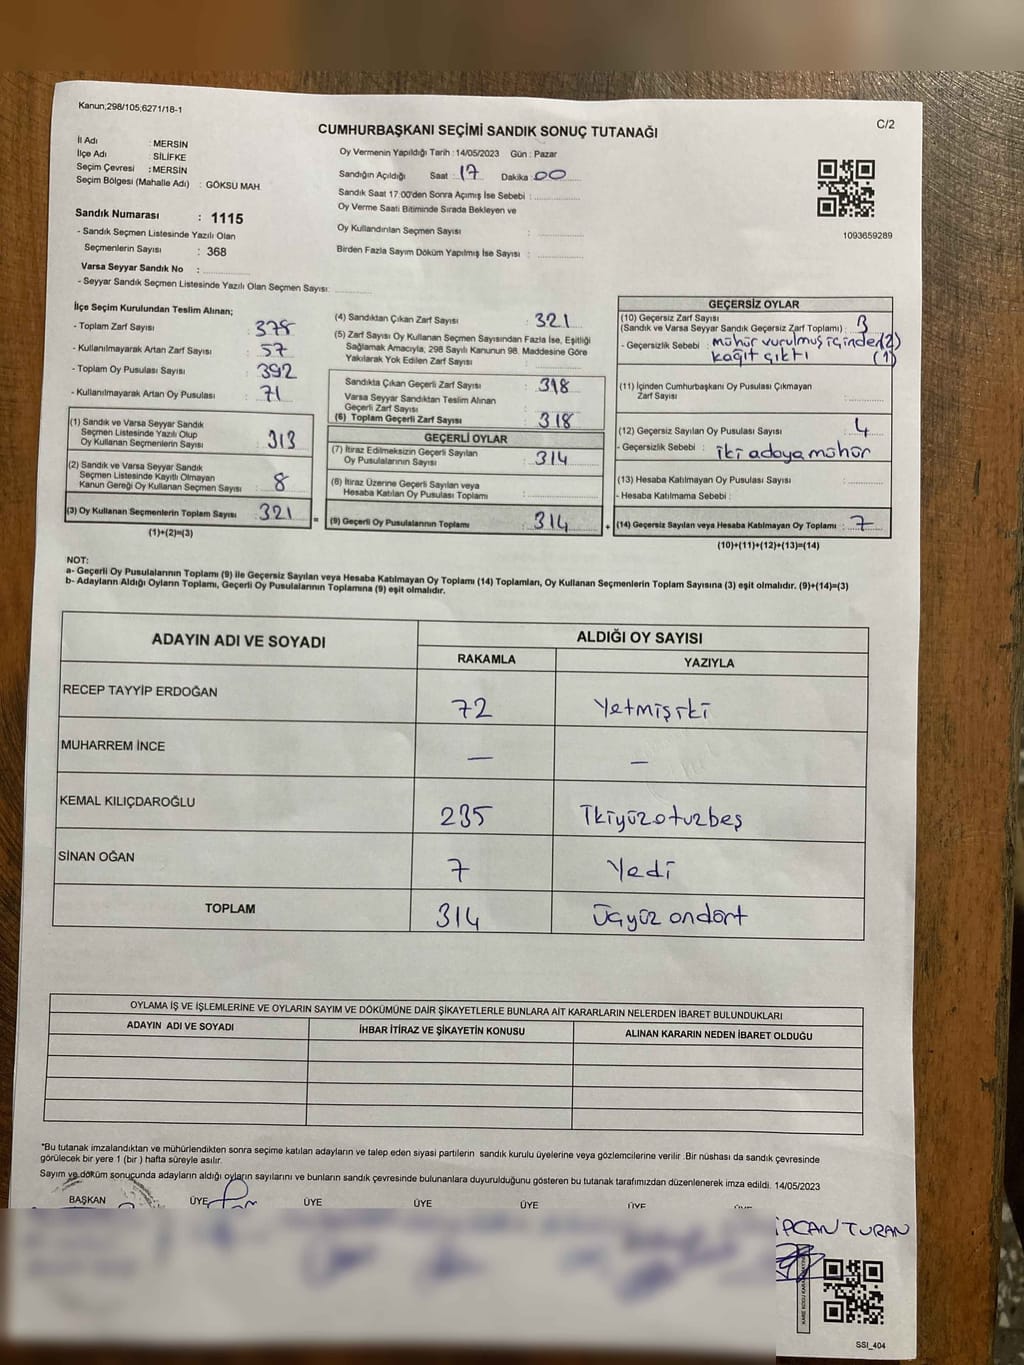 Kanun;298/105,6271/18-1
C/2
CUMHURBAŞKANI SEÇİMİ SANDIK SONUÇ TUTANAĞI
İl Adı : MERSİN
İlçe Adı : SİLİFKE
Seçim Çevresi : MERSİN
Seçim Bölgesi (Mahalle Adı) : GÖKSU MAH.
Sandık Numarası : 1115
- Sandık Seçmen Listesinde Yazılı Olan
Seçmenlerin Sayısı : 368
Varsa Seyyar Sandık No :
- Seyyar Sandık Seçmen Listesinde Yazılı Olan Seçmen Sayısı:
Oy Vermenin Yapıldığı Tarih : 14/05/2023 Gün : Pazar
Sandığın Açıldığı Saat : 17 Dakika : 00
Sandık Saat 17:00'den Sonra Açımış İse Sebebi :
Oy Verme Saati Bitiminde Sırada Bekleyen ve
Oy Kullandırılan Seçmen Sayısı :
Birden Fazla Sayım Döküm Yapılmış İse Sayısı :
1093659289
İlçe Seçim Kurulundan Teslim Alınan;
- Toplam Zarf Sayısı : 378
- Kullanılmayarak Artan Zarf Sayısı : 57
- Toplam Oy Pusulası Sayısı : 392
- Kullanılmayarak Artan Oy Pusulası : 71
(1) Sandık ve Varsa Seyyar Sandık
Seçmen Listesinde Yazılı Olup
Oy Kullanan Seçmenlerin Sayısı : 313
(2) Sandık ve Varsa Seyyar Sandık
Seçmen Listesinde Kayıtlı Olmayan
Kanun Gereği Oy Kullanan Seçmen Sayısı : 8
(3) Oy Kullanan Seçmenlerin Toplam Sayısı : 321
(1)+(2)=(3)
(4) Sandıktan Çıkan Zarf Sayısı : 321
(5) Zarf Sayısı Oy Kullanan Seçmen Sayısından Fazla İse, Eşitliği
Sağlamak Amacıyla, 298 Sayılı Kanunun 98. Maddesine Göre
Yakılarak Yok Edilen Zarf Sayısı :
Sandıkta Çıkan Geçerli Zarf Sayısı : 318
Varsa Seyyar Sandıktan Teslim Alınan
Geçerli Zarf Sayısı :
(6) Toplam Geçerli Zarf Sayısı : 318
GEÇERLİ OYLAR
(7) İtiraz Edilmeksizin Geçerli Sayılan
Oy Pusulalarının Sayısı : 314
(8) İtiraz Üzerine Geçerli Sayılan veya
Hesaba Katılan Oy Pusulası Toplamı :
(9) Geçerli Oy Pusulalarının Toplamı : 314
GEÇERSİZ OYLAR
(10) Geçersiz Zarf Sayısı
(Sandık ve Varsa Seyyar Sandık Geçersiz Zarf Toplamı) : 3
- Geçersizlik Sebebi : mühür vurulmuş içinde(2)
kağıt çıktı (1)
(11) İçinden Cumhurbaşkanı Oy Pusulası Çıkmayan
Zarf Sayısı :
(12) Geçersiz Sayılan Oy Pusulası Sayısı : 4
- Geçersizlik Sebebi : iki adaya mühür
(13) Hesaba Katılmayan Oy Pusulası Sayısı :
- Hesaba Katılmama Sebebi :
(14) Geçersiz Sayılan veya Hesaba Katılmayan Oy Toplamı : 7
(10)+(11)+(12)+(13)=(14)
NOT:
a- Geçerli Oy Pusulalarının Toplamı (9) ile Geçersiz Sayılan veya Hesaba Katılmayan Oy Toplamı (14) Toplamları, Oy Kullanan Seçmenlerin Toplam Sayısına (3) eşit olmalıdır. (9)+(14)=(3)
b- Adayların Aldığı Oyların Toplamı, Geçerli Oy Pusulalarının Toplamına (9) eşit olmalıdır.
ADAYIN ADI VE SOYADI
ALDIĞI OY SAYISI
RAKAMLA YAZIYLA
RECEP TAYYİP ERDOĞAN 72 Yetmişiki
MUHARREM İNCE — —
KEMAL KILIÇDAROĞLU 235 İkiyüzotuzbeş
SİNAN OĞAN 7 Yedi
TOPLAM 314 Üçyüz ondört
OYLAMA İŞ VE İŞLEMLERİNE VE OYLARIN SAYIM VE DÖKÜMÜNE DAİR ŞİKAYETLERLE BUNLARA AİT KARARLARIN NELERDEN İBARET BULUNDUKLARI
ADAYIN ADI VE SOYADI İHBAR İTİRAZ VE ŞİKAYETİN KONUSU ALINAN KARARIN NEDEN İBARET OLDUĞU
"Bu tutanak imzalandıktan ve mühürlendikten sonra seçime katılan adayların ve talep eden siyasi partilerin sandık kurulu üyelerine veya gözlemcilerine verilir .Bir nüshası da sandık çevresinde
görülecek bir yere 1 (bir ) hafta süreyle asılır.
Sayım ve döküm sonucunda adayların aldığı oyların sayılarını ve bunların sandık çevresinde bulunanlara duyurulduğunu gösteren bu tutanak tarafımızdan düzenlenerek imza edildi. 14/05/2023
BAŞKAN ÜYE ÜYE ÜYE ÜYE ÜYE
TURAN
SSI_404